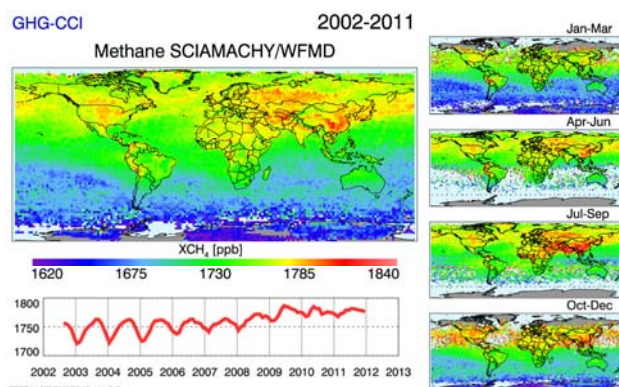 GHG-CCI
2002-2011
Methane SCIAMACHY/WFMD
XCH₄ [ppb]
1620 1675 1730 1785 1840
1800
1750
1700
2002 2003 2004 2005 2006 2007 2008 2009 2010 2011 2012 2013
Jan-Mar
Apr-Jun
Jul-Sep
Oct-Dec